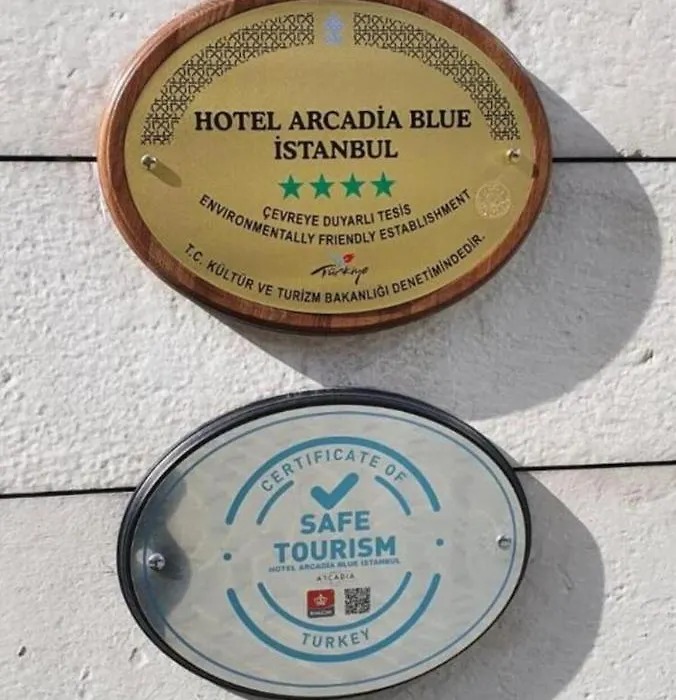 HOTEL ARCADİA BLUE
İSTANBUL
ÇEVREYE DUYARLI TESİS
ENVIRONMENTALLY FRIENDLY ESTABLISHMENT
Türkiye
T.C. KÜLTÜR VE TURİZM BAKANLIĞI DENETİMİNDEDİR.
CERTIFICATE OF
SAFE
TOURISM
HOTEL ARCADIA BLUE ISTANBUL
ARCADIA
TURKEY